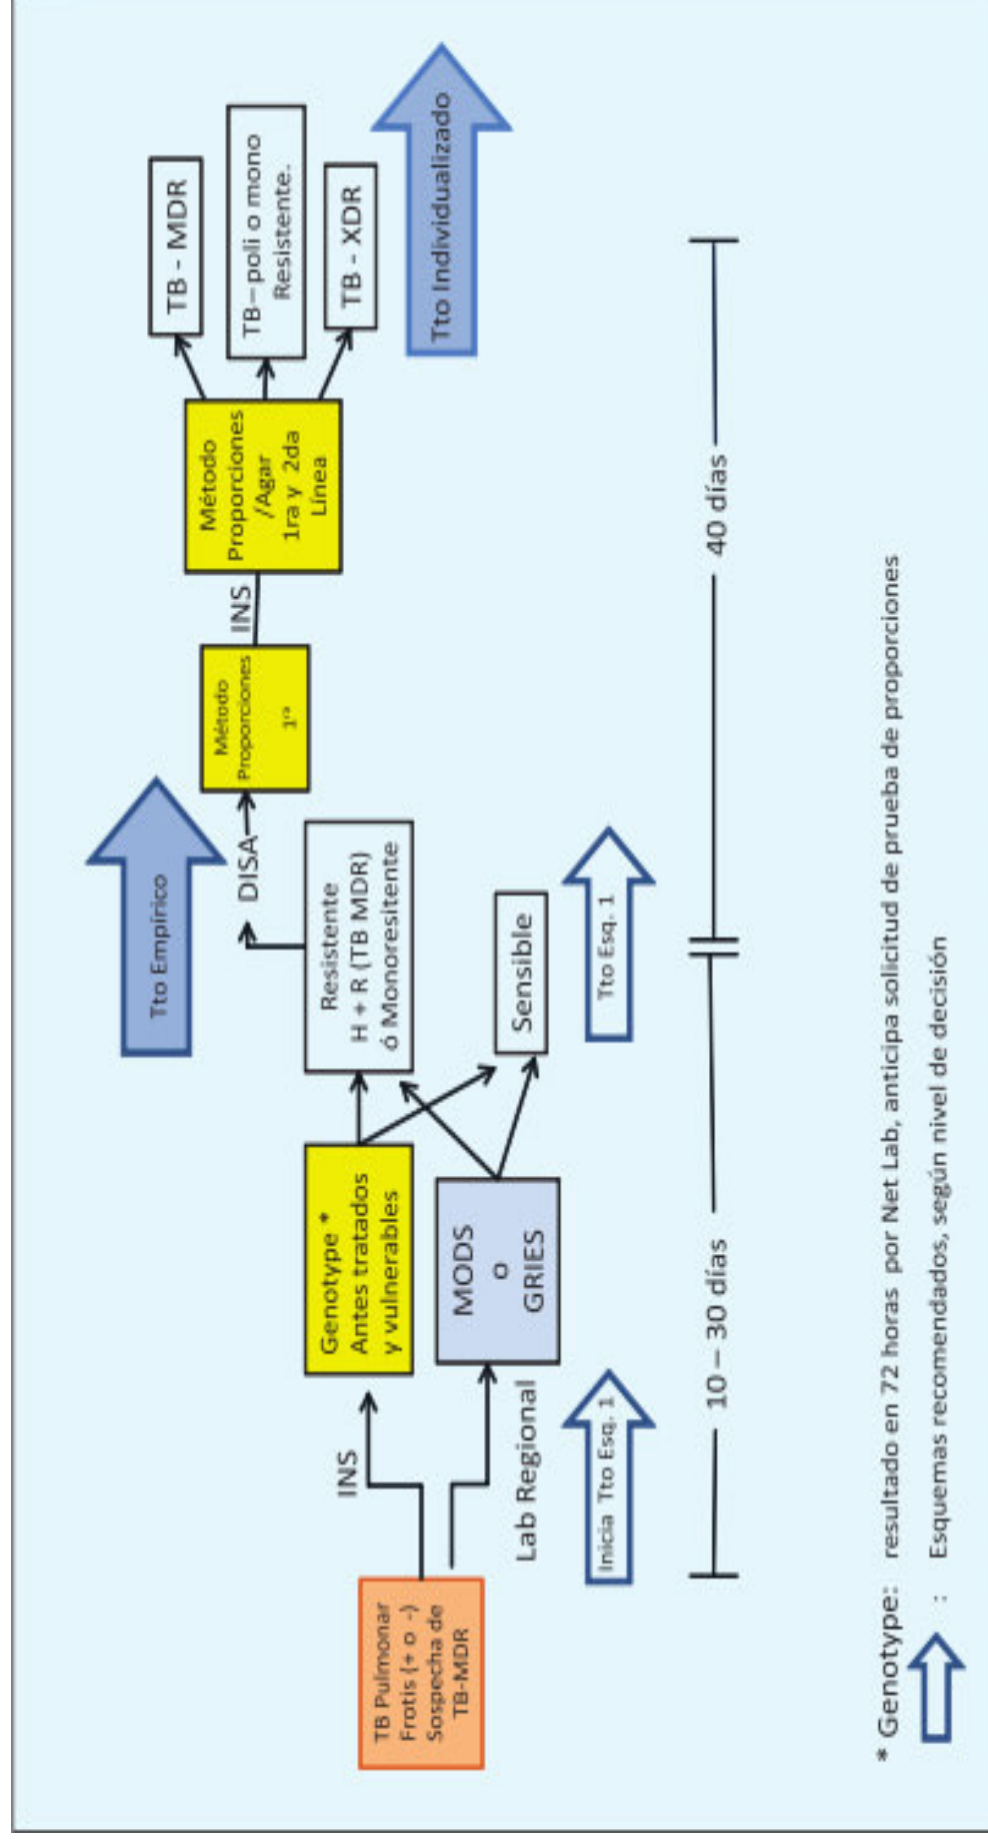 TB Pulmonar
Frotis (+ o -)
Sospecha de
TB-MDR
INS
Lab Regional
Inicia Tto Esq. 1
Genotype *
Antes tratados
y vulnerables
MODS
o
GRIES
Tto Empírico
Resistente
H + R (TB MDR)
ó Monoresitente
Sensible
Tto Esq. 1
DISA
Método
Proporciones
1ra
INS
Método
Proporciones
/Agar
1ra y 2da
Línea
TB - MDR
TB– poli o mono
Resistente.
TB - XDR
Tto Individualizado
10 – 30 días
40 días
* Genotype: resultado en 72 horas por Net Lab, anticipa solicitud de prueba de proporciones
: Esquemas recomendados, según nivel de decisión